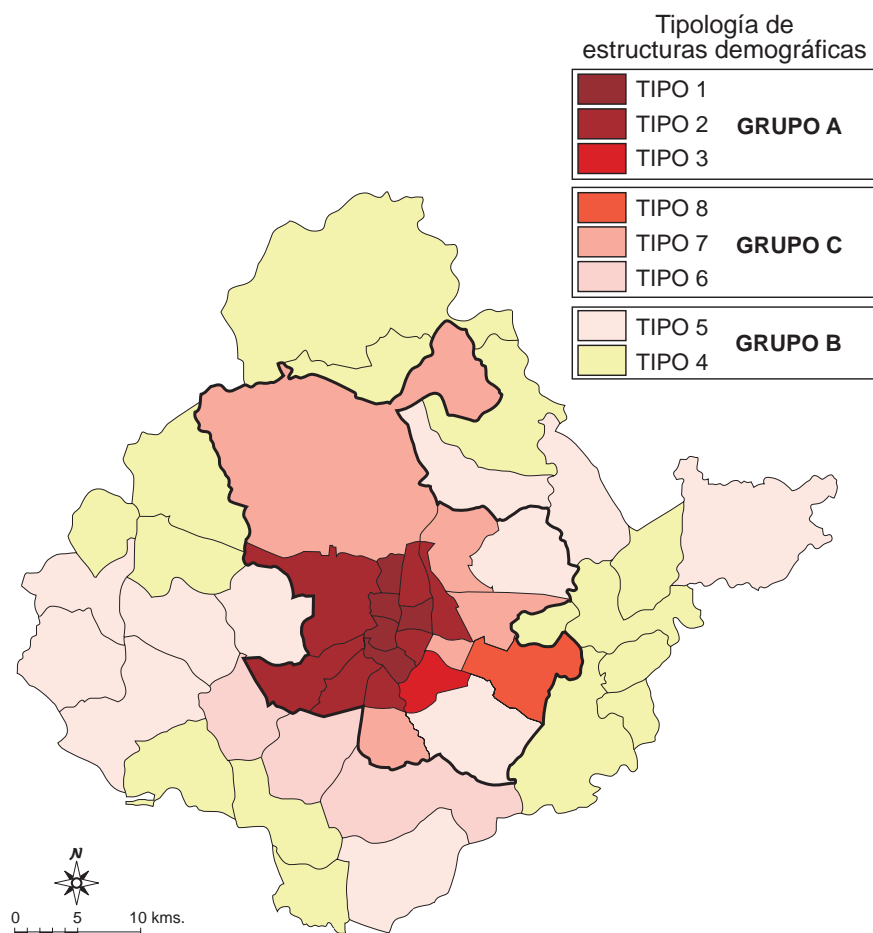 Tipología de
estructuras demográficas
TIPO 1
TIPO 2
GRUPO A
TIPO 3
TIPO 8
TIPO 7
GRUPO C
TIPO 6
TIPO 5
GRUPO B
TIPO 4
N
0 5 10 kms.